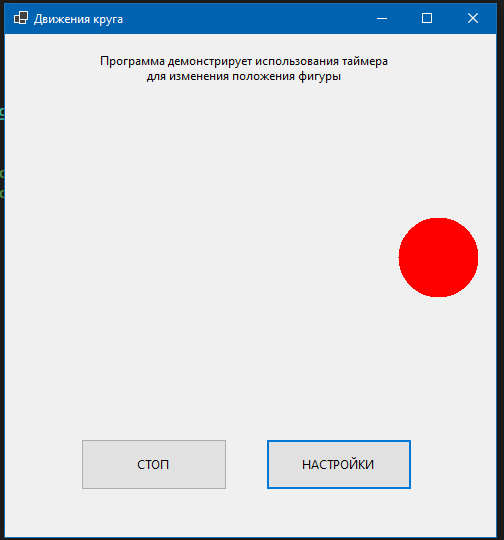 Движения круга
Программа демонстрирует использования таймера
для изменения положения фигуры
СТОП
НАСТРОЙКИ